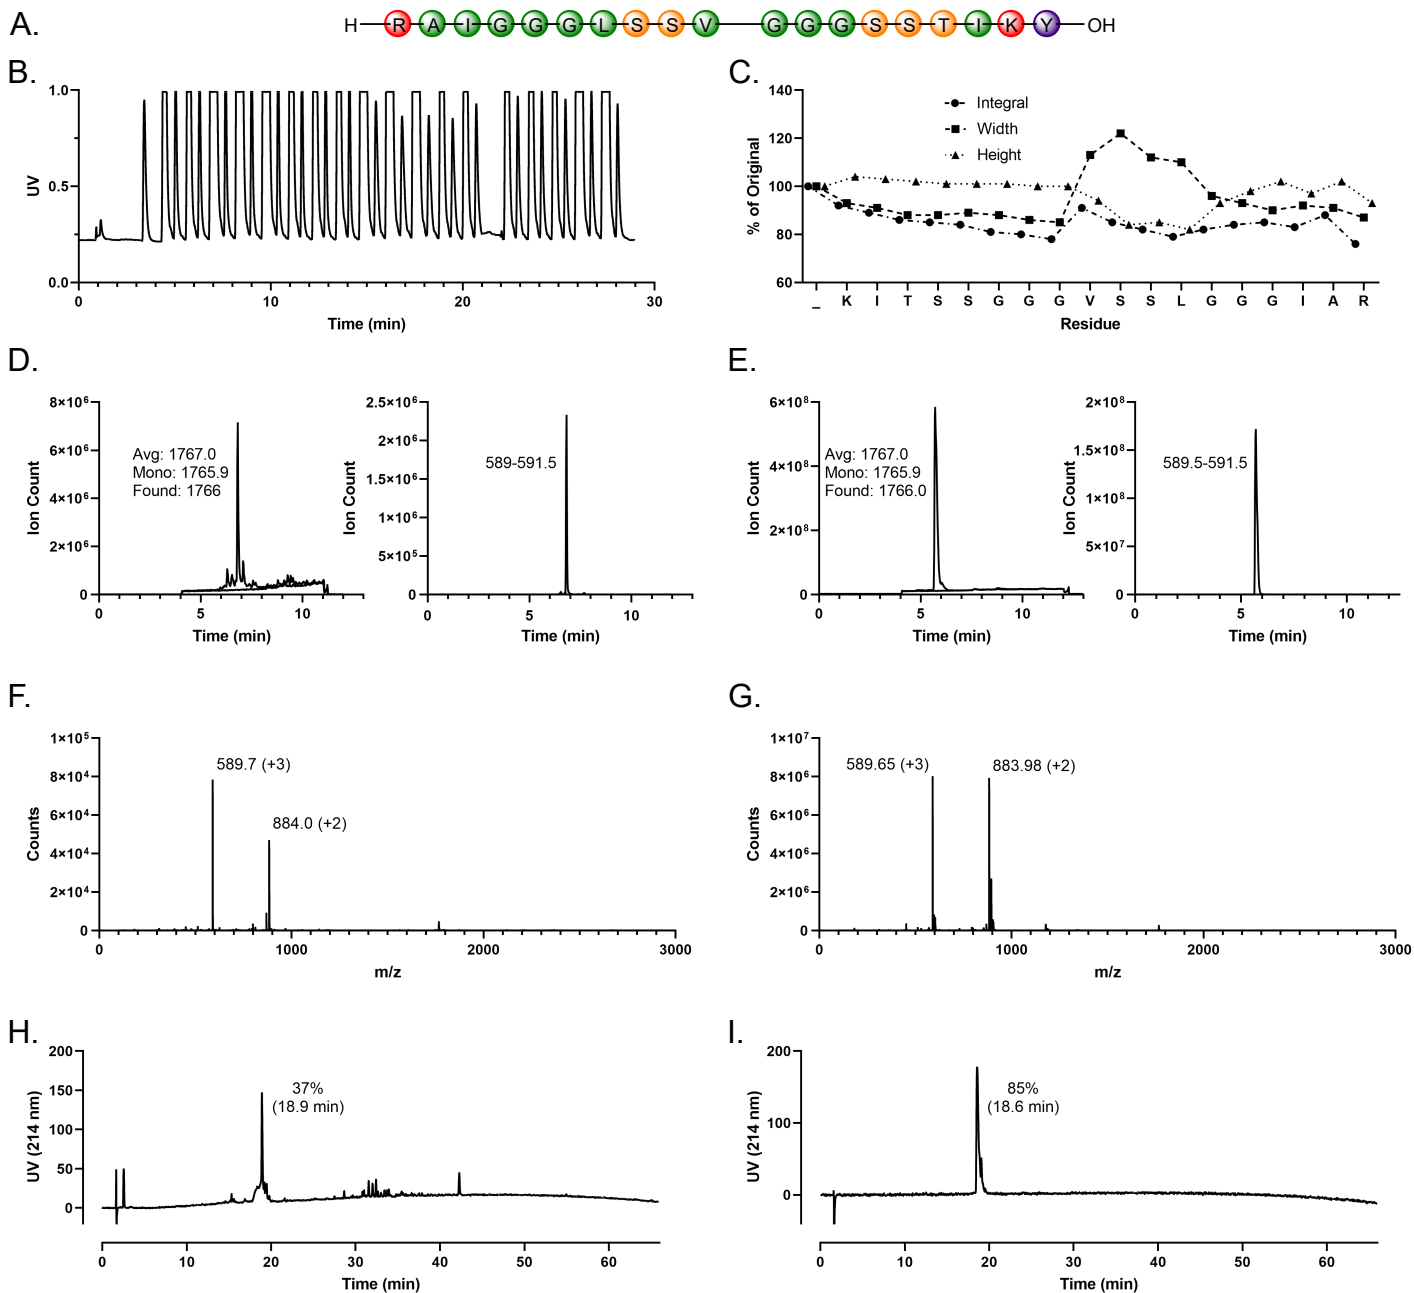 A.
H R A I G G G L S S V G G G S S T I K Y OH
B.
1.0
0.5
0.0
UV
0 10 20 30
Time (min)
C.
140
120
100
80
60
% of Original
Integral
Width
Height
_ K I T S S G G G V S S L G G G I A R
Residue
D.
8×10⁶
6×10⁶
4×10⁶
2×10⁶
0
Ion Count
Avg: 1767.0
Mono: 1765.9
Found: 1766
0 5 10
Time (min)
2.5×10⁶
2×10⁶
1.5×10⁶
1×10⁶
5×10⁵
0
Ion Count
589-591.5
0 5 10
Time (min)
E.
6×10⁸
4×10⁸
2×10⁸
0
Ion Count
Avg: 1767.0
Mono: 1765.9
Found: 1766.0
0 5 10
Time (min)
2×10⁸
1.5×10⁸
1×10⁸
5×10⁷
0
Ion Count
589.5-591.5
0 5 10
Time (min)
F.
1×10⁵
8×10⁴
6×10⁴
4×10⁴
2×10⁴
0
Counts
589.7 (+3)
884.0 (+2)
0 1000 2000 3000
m/z
G.
1×10⁷
8×10⁶
6×10⁶
4×10⁶
2×10⁶
0
Counts
589.65 (+3)
883.98 (+2)
0 1000 2000 3000
m/z
H.
200
150
100
50
0
UV (214 nm)
37%
(18.9 min)
0 10 20 30 40 50 60
Time (min)
I.
200
100
0
UV (214 nm)
85%
(18.6 min)
0 10 20 30 40 50 60
Time (min)